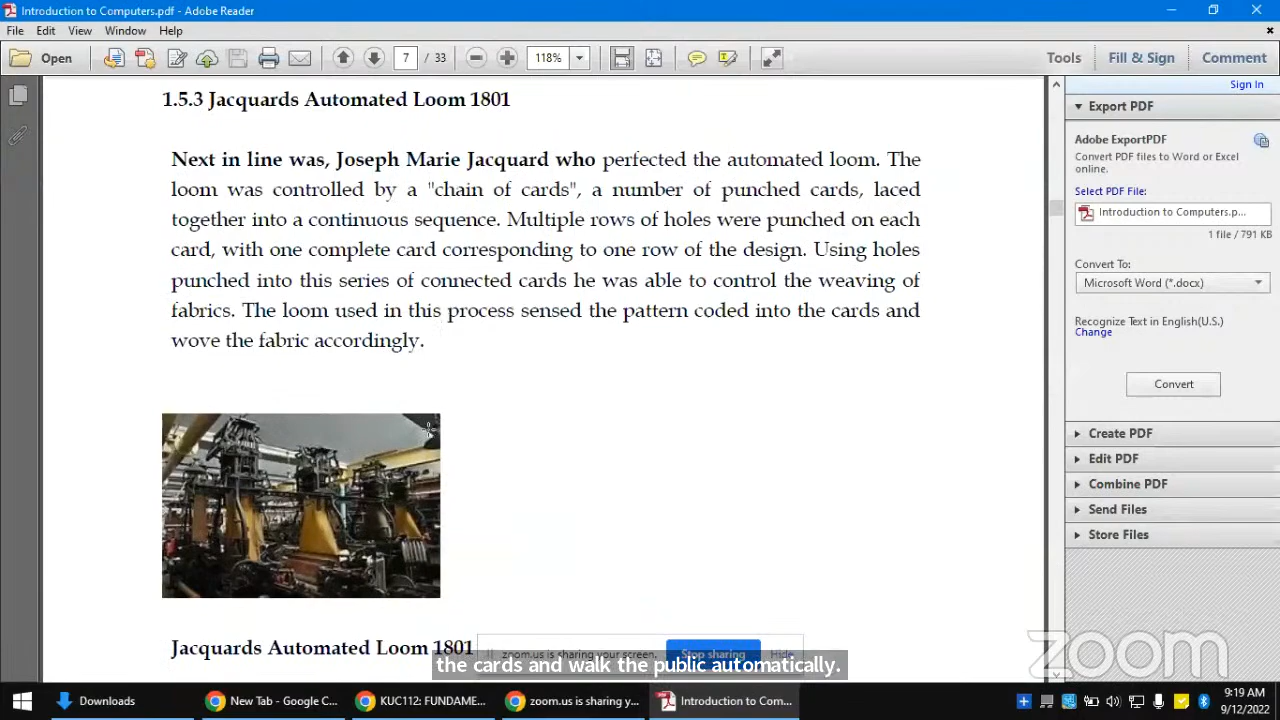 Introduction to Computers.pdf - Adobe Reader
File Edit View Window Help
Open 7 / 33 118% Tools Fill & Sign Comment
Sign In
Export PDF
Adobe ExportPDF
Convert PDF files to Word or Excel
online.
Select PDF File:
Introduction to Computers.p...
1 file / 791 KB
Convert To:
Microsoft Word (*.docx)
Recognize Text in English(U.S.)
Change
Convert
Create PDF
Edit PDF
Combine PDF
Send Files
Store Files
1.5.3 Jacquards Automated Loom 1801
Next in line was, Joseph Marie Jacquard who perfected the automated loom. The
loom was controlled by a "chain of cards", a number of punched cards, laced
together into a continuous sequence. Multiple rows of holes were punched on each
card, with one complete card corresponding to one row of the design. Using holes
punched into this series of connected cards he was able to control the weaving of
fabrics. The loom used in this process sensed the pattern coded into the cards and
wove the fabric accordingly.
Jacquards Automated Loom 1801
zoom.us is sharing your screen. Stop sharing Hide
the cards and walk the public automatically.
zoom
Downloads
New Tab - Google C...
KUC112: FUNDAME...
zoom.us is sharing y...
Introduction to Com...
9:19 AM
9/12/2022